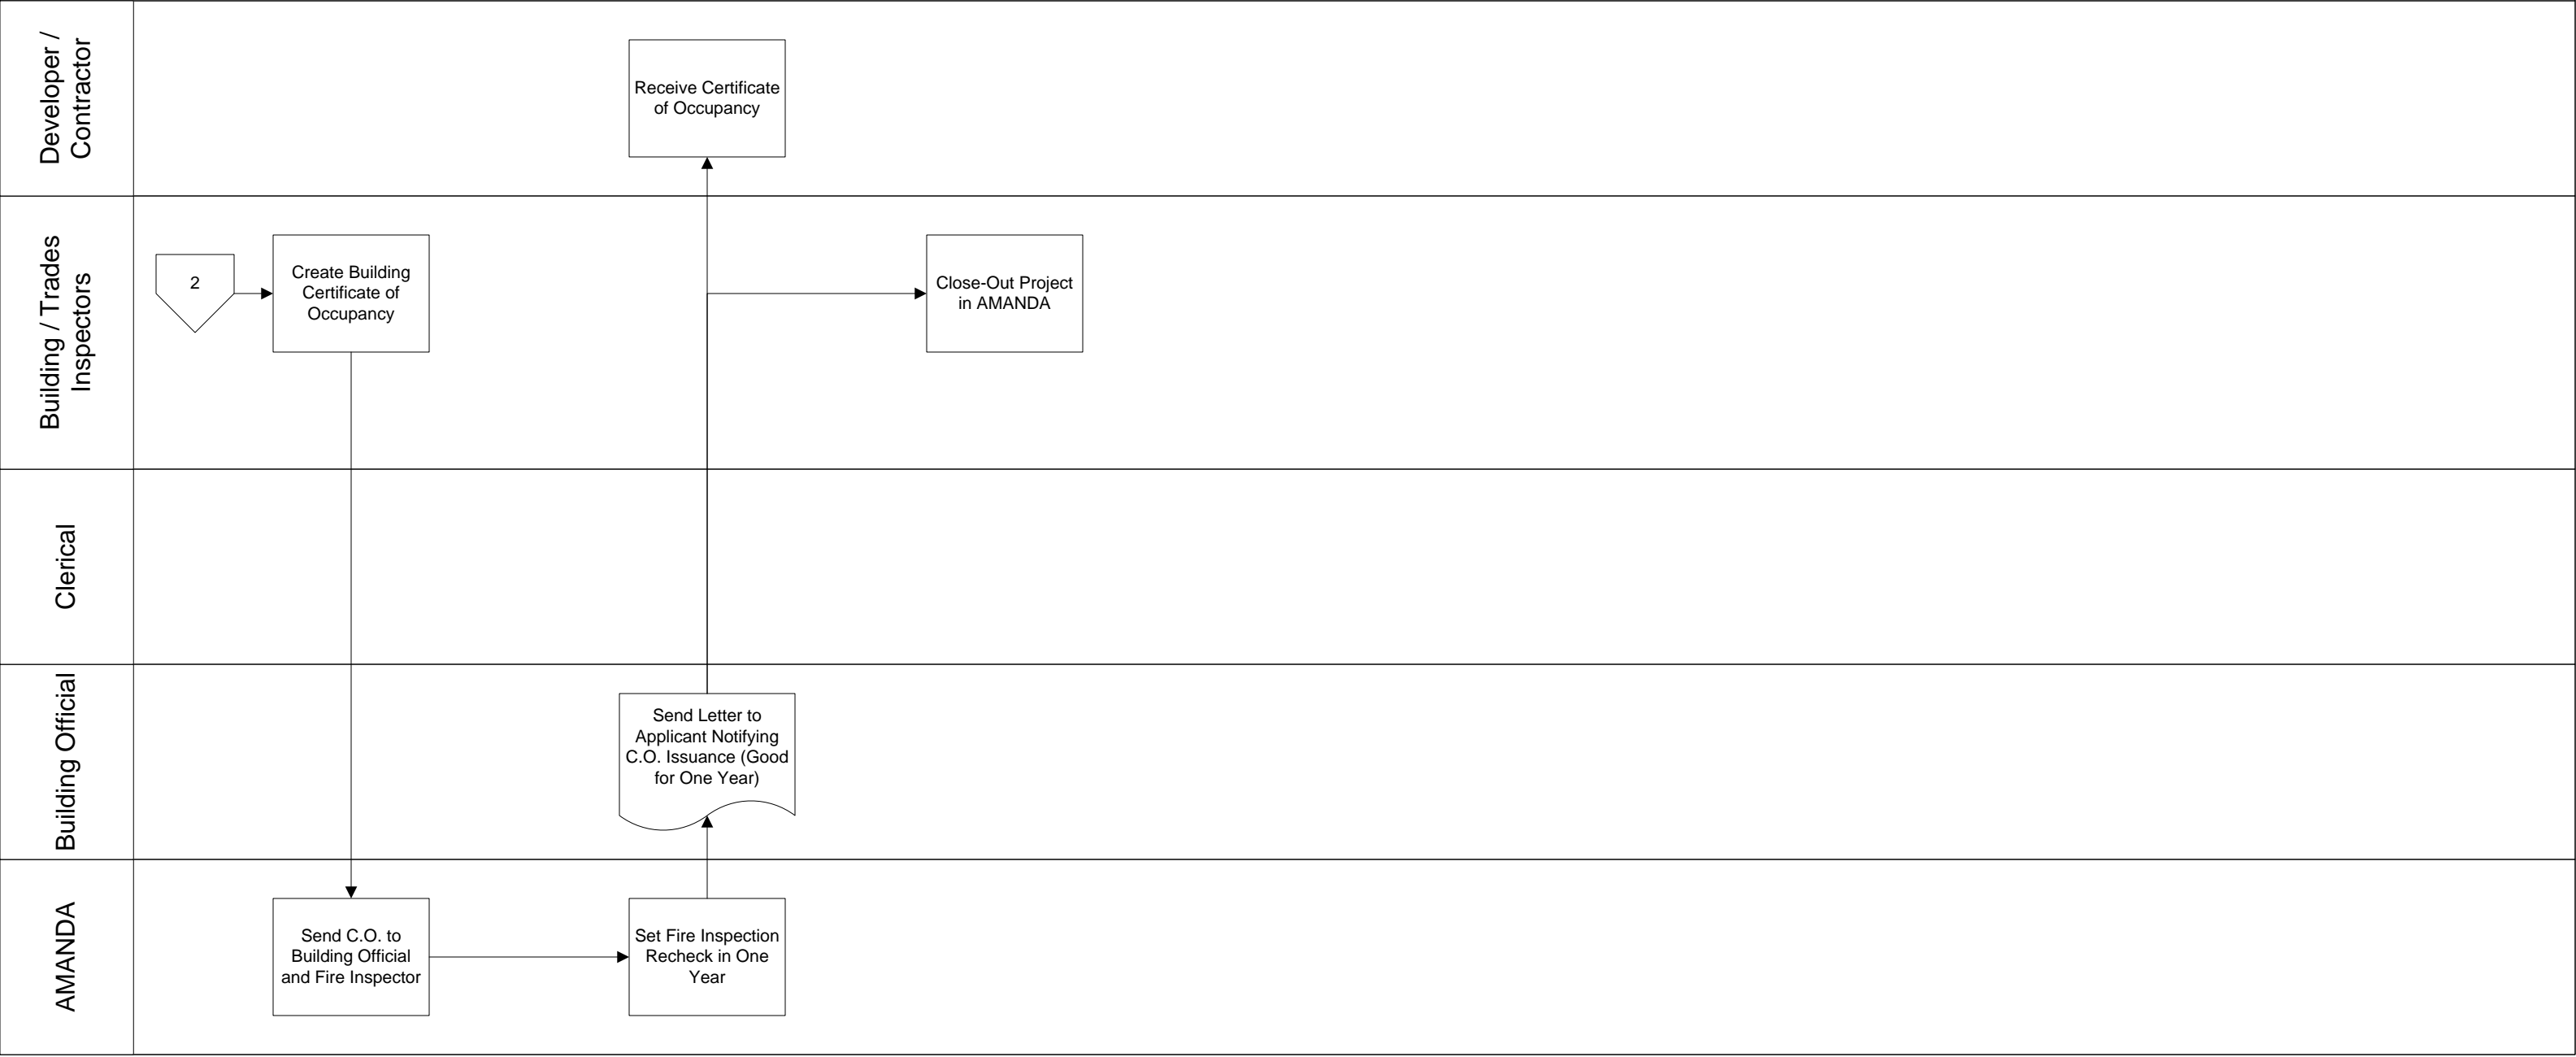 Developer /
Contractor
Receive Certificate
of Occupancy
Building / Trades
Inspectors
2
Create Building
Certificate of
Occupancy
Close-Out Project
in AMANDA
Clerical
Building Official
Send Letter to
Applicant Notifying
C.O. Issuance (Good
for One Year)
AMANDA
Send C.O. to
Building Official
and Fire Inspector
Set Fire Inspection
Recheck in One
Year